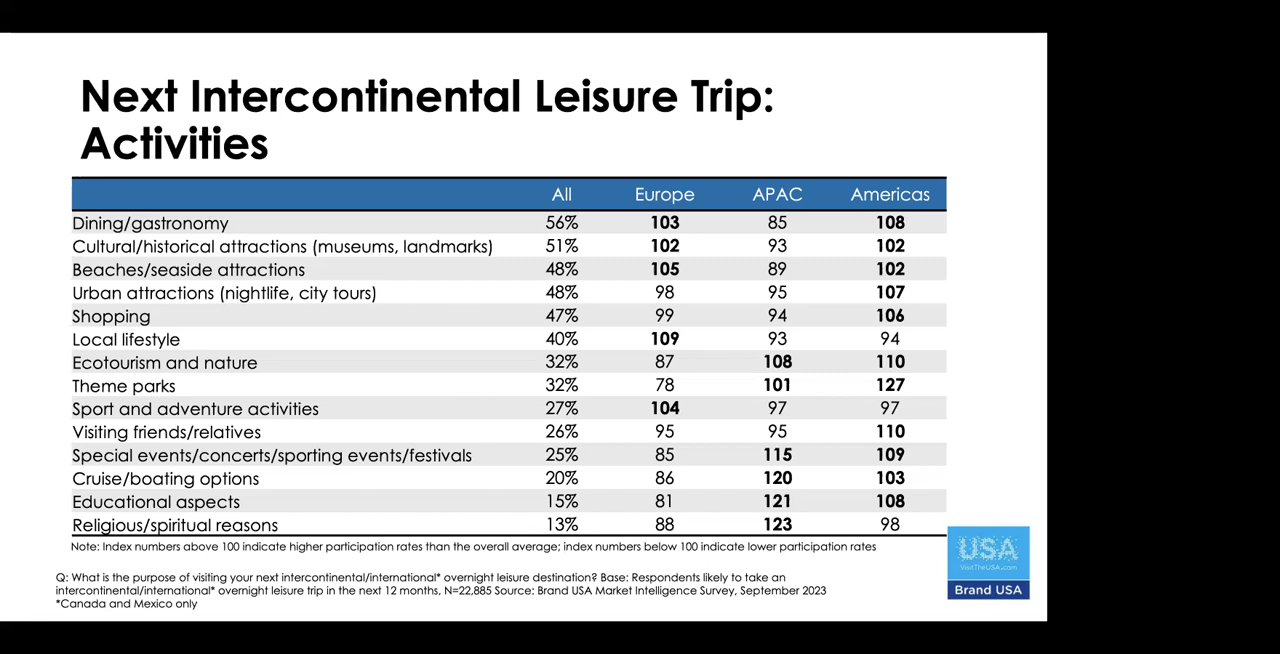 Next Intercontinental Leisure Trip:
Activities
All Europe APAC Americas
Dining/gastronomy 56% 103 85 108
Cultural/historical attractions (museums, landmarks) 51% 102 93 102
Beaches/seaside attractions 48% 105 89 102
Urban attractions (nightlife, city tours) 48% 98 95 107
Shopping 47% 99 94 106
Local lifestyle 40% 109 93 94
Ecotourism and nature 32% 87 108 110
Theme parks 32% 78 101 127
Sport and adventure activities 27% 104 97 97
Visiting friends/relatives 26% 95 95 110
Special events/concerts/sporting events/festivals 25% 85 115 109
Cruise/boating options 20% 86 120 103
Educational aspects 15% 81 121 108
Religious/spiritual reasons 13% 88 123 98
Note: Index numbers above 100 indicate higher participation rates than the overall average; index numbers below 100 indicate lower participation rates
Q: What is the purpose of visiting your next intercontinental/international* overnight leisure destination? Base: Respondents likely to take an
intercontinental/international* overnight leisure trip in the next 12 months, N=22,885 Source: Brand USA Market Intelligence Survey, September 2023
*Canada and Mexico only
USA
VisitTheUSA.com
Brand USA